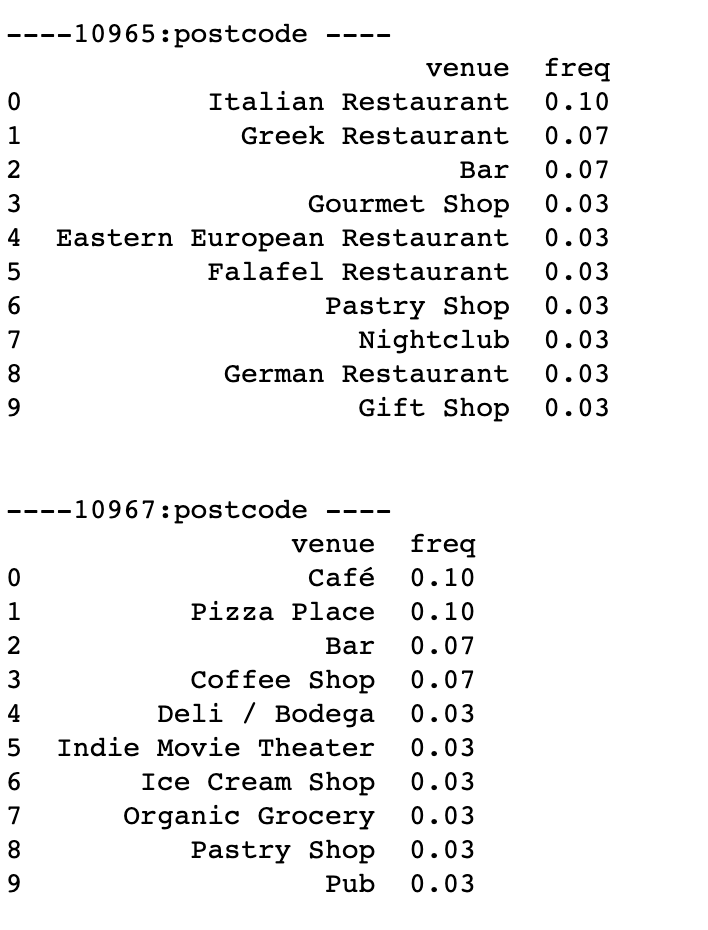 ----10965:postcode ----
venue freq
0 Italian Restaurant 0.10
1 Greek Restaurant 0.07
2 Bar 0.07
3 Gourmet Shop 0.03
4 Eastern European Restaurant 0.03
5 Falafel Restaurant 0.03
6 Pastry Shop 0.03
7 Nightclub 0.03
8 German Restaurant 0.03
9 Gift Shop 0.03
----10967:postcode ----
venue freq
0 Café 0.10
1 Pizza Place 0.10
2 Bar 0.07
3 Coffee Shop 0.07
4 Deli / Bodega 0.03
5 Indie Movie Theater 0.03
6 Ice Cream Shop 0.03
7 Organic Grocery 0.03
8 Pastry Shop 0.03
9 Pub 0.03